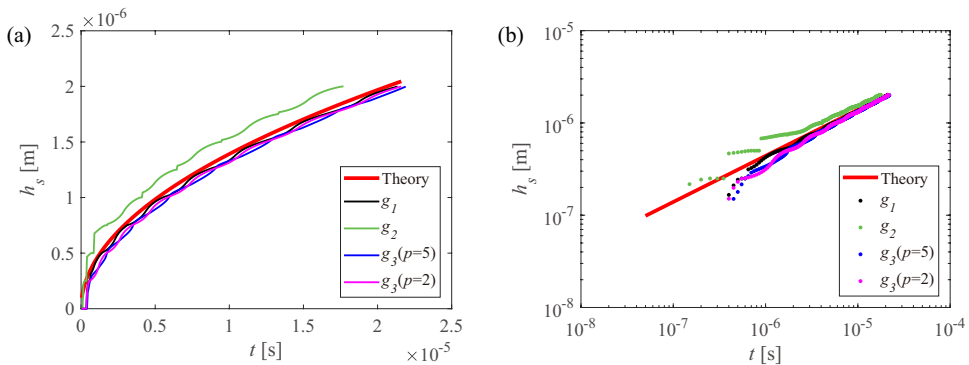 (a)
×10⁻⁶
2.5
2
1.5
1
0.5
0
h_s [m]
0 0.5 1 1.5 2 2.5
×10⁻⁵
t [s]
Theory
g_1
g_2
g_3(p=5)
g_3(p=2)
(b)
10⁻⁵
10⁻⁶
10⁻⁷
10⁻⁸
h_s [m]
10⁻⁸ 10⁻⁷ 10⁻⁶ 10⁻⁵ 10⁻⁴
t [s]
Theory
g_1
g_2
g_3(p=5)
g_3(p=2)